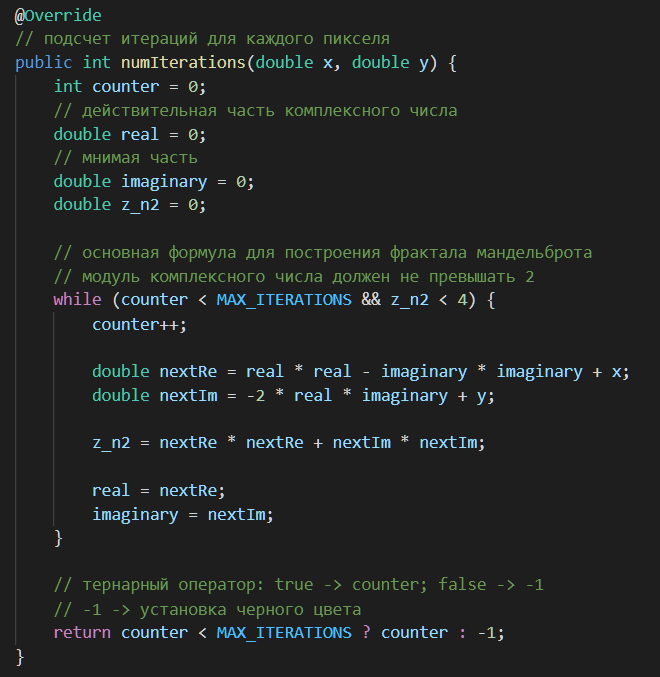 @Override
// подсчет итераций для каждого пикселя
public int numIterations(double x, double y) {
int counter = 0;
// действительная часть комплексного числа
double real = 0;
// мнимая часть
double imaginary = 0;
double z_n2 = 0;
// основная формула для построения фрактала мандельброта
// модуль комплексного числа должен не превышать 2
while (counter < MAX_ITERATIONS && z_n2 < 4) {
counter++;
double nextRe = real * real - imaginary * imaginary + x;
double nextIm = -2 * real * imaginary + y;
z_n2 = nextRe * nextRe + nextIm * nextIm;
real = nextRe;
imaginary = nextIm;
}
// тернарный оператор: true -> counter; false -> -1
// -1 -> установка черного цвета
return counter < MAX_ITERATIONS ? counter : -1;
}